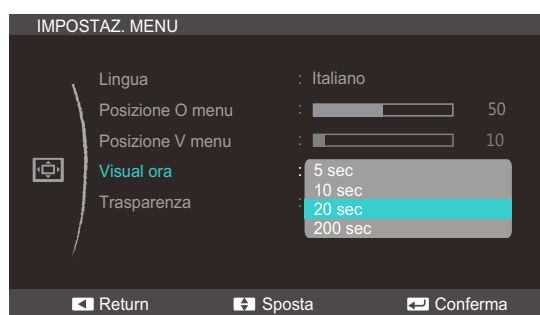 IMPOSTAZ. MENU
Lingua : Italiano
Posizione O menu : 50
Posizione V menu : 10
Visual ora : 5 sec
10 sec
Trasparenza : 20 sec
200 sec
Return Sposta Conferma